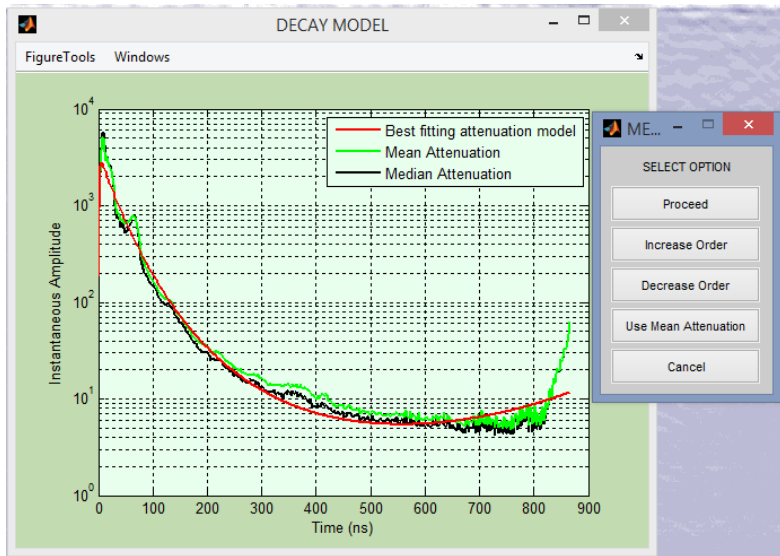 DECAY MODEL
FigureTools Windows
10^4
10^3
10^2
10^1
10^0
Instantaneous Amplitude
Best fitting attenuation model
Mean Attenuation
Median Attenuation
0 100 200 300 400 500 600 700 800 900
Time (ns)
ME...
SELECT OPTION
Proceed
Increase Order
Decrease Order
Use Mean Attenuation
Cancel